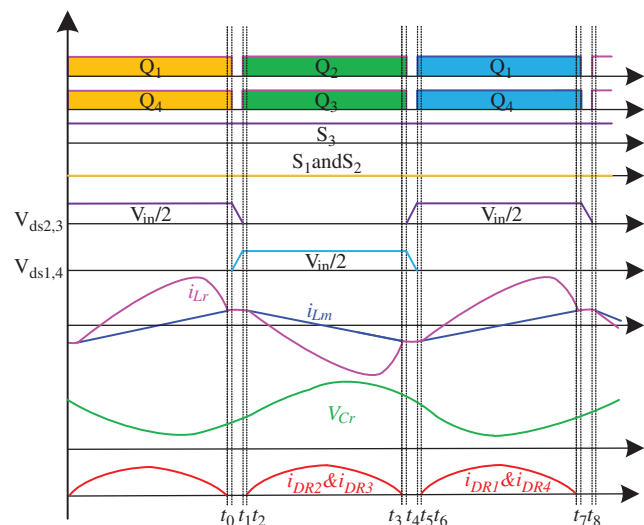 Q1 Q2 Q1
Q4 Q3 Q4
S3
S1andS2
Vds2,3 Vin/2 Vin/2
Vds1,4 Vin/2
iLr iLm
VCr
iDR2&iDR3 iDR1&iDR4
t0 t1t2 t3 t4t5t6 t7t8